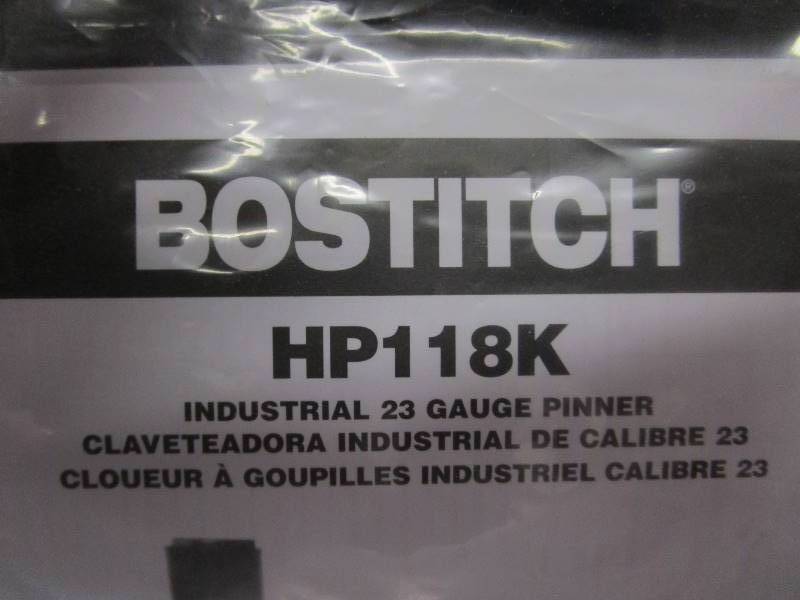 BOSTITCH®
HP118K
INDUSTRIAL 23 GAUGE PINNER
CLAVETEADORA INDUSTRIAL DE CALIBRE 23
CLOUEUR À GOUPILLES INDUSTRIEL CALIBRE 23